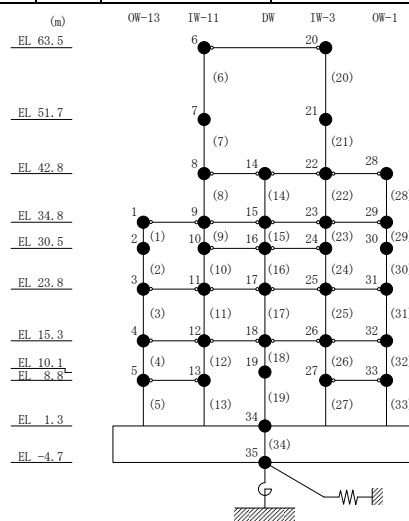 (m) OW-13 IW-11 DW IW-3 OW-1
EL 63.5 6 20
(6) (20)
EL 51.7 7 21
(7) (21)
EL 42.8 8 14 22 28
(8) (14) (22) (28)
EL 34.8 1 9 15 23 29
(1) (9) (15) (23) (29)
EL 30.5 2 10 16 24 30
(2) (10) (16) (24) (30)
EL 23.8 3 11 17 25 31
(3) (11) (17) (25) (31)
EL 15.3 4 12 18 26 32
(4) (12) (18) (26) (32)
EL 10.1 19
EL 8.8 5 13 27 33
(5) (13) (19) (27) (33)
EL 1.3 34
(34)
EL -4.7 35